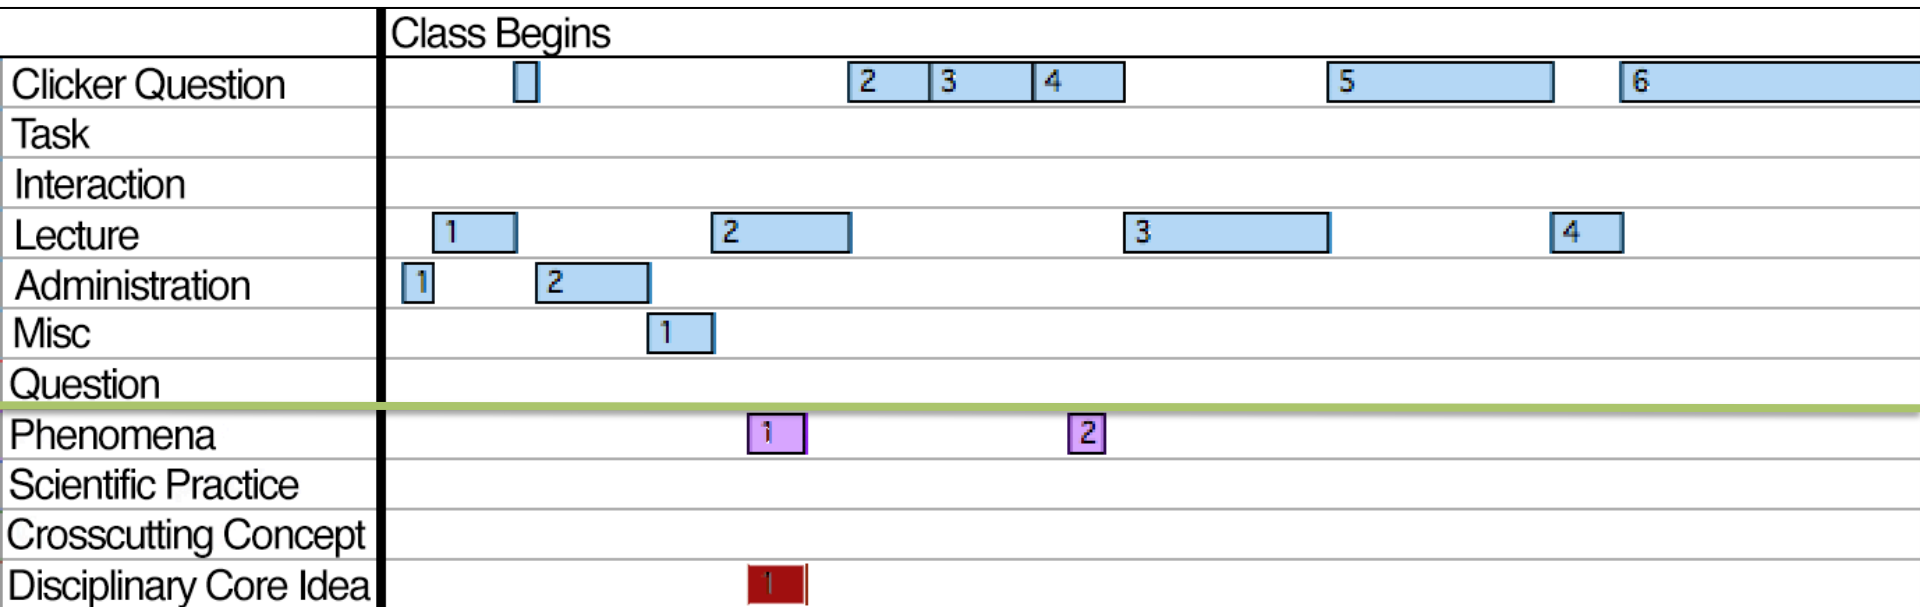 Class Begins
Clicker Question 2 3 4 5 6
Task
Interaction
Lecture 1 2 3 4
Administration 1 2
Misc 1
Question
Phenomena 1 2
Scientific Practice
Crosscutting Concept
Disciplinary Core Idea 1